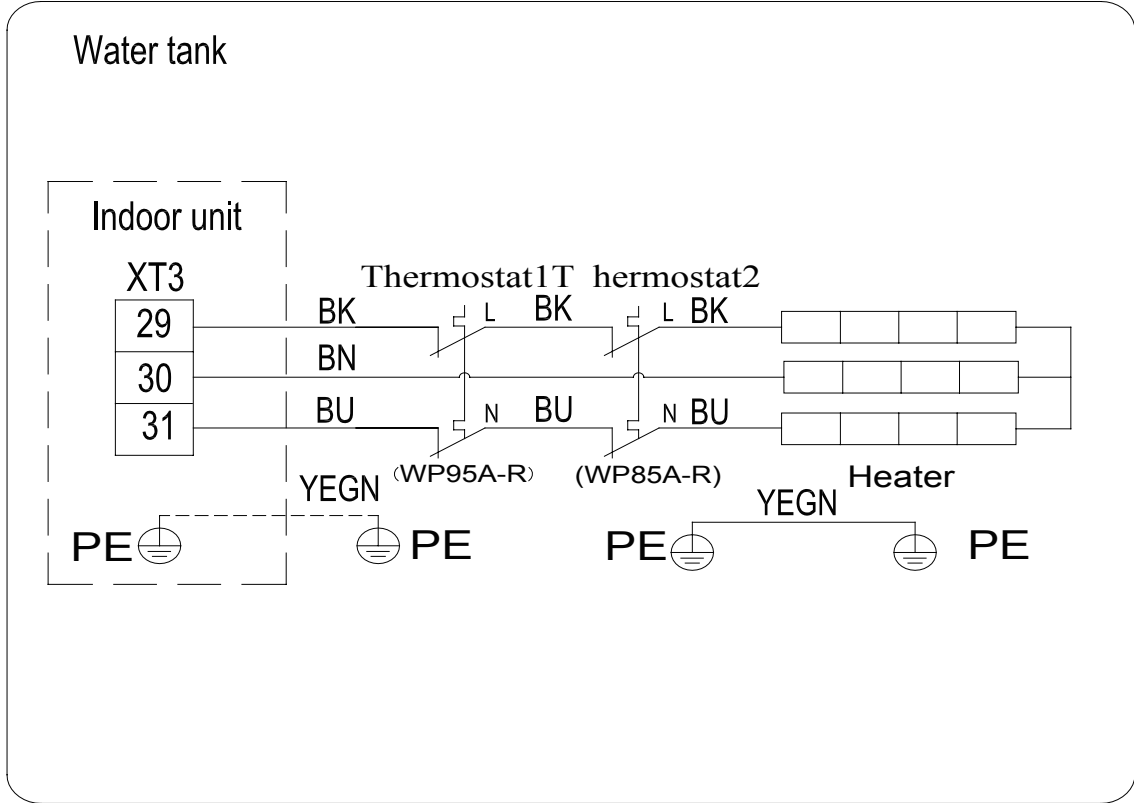 Water tank
Indoor unit
XT3
Thermostat1T hermostat2
29 BK L BK L BK
30 BN
31 BU N BU N BU
(WP95A-R) (WP85A-R) Heater
YEGN YEGN
PE PE PE PE